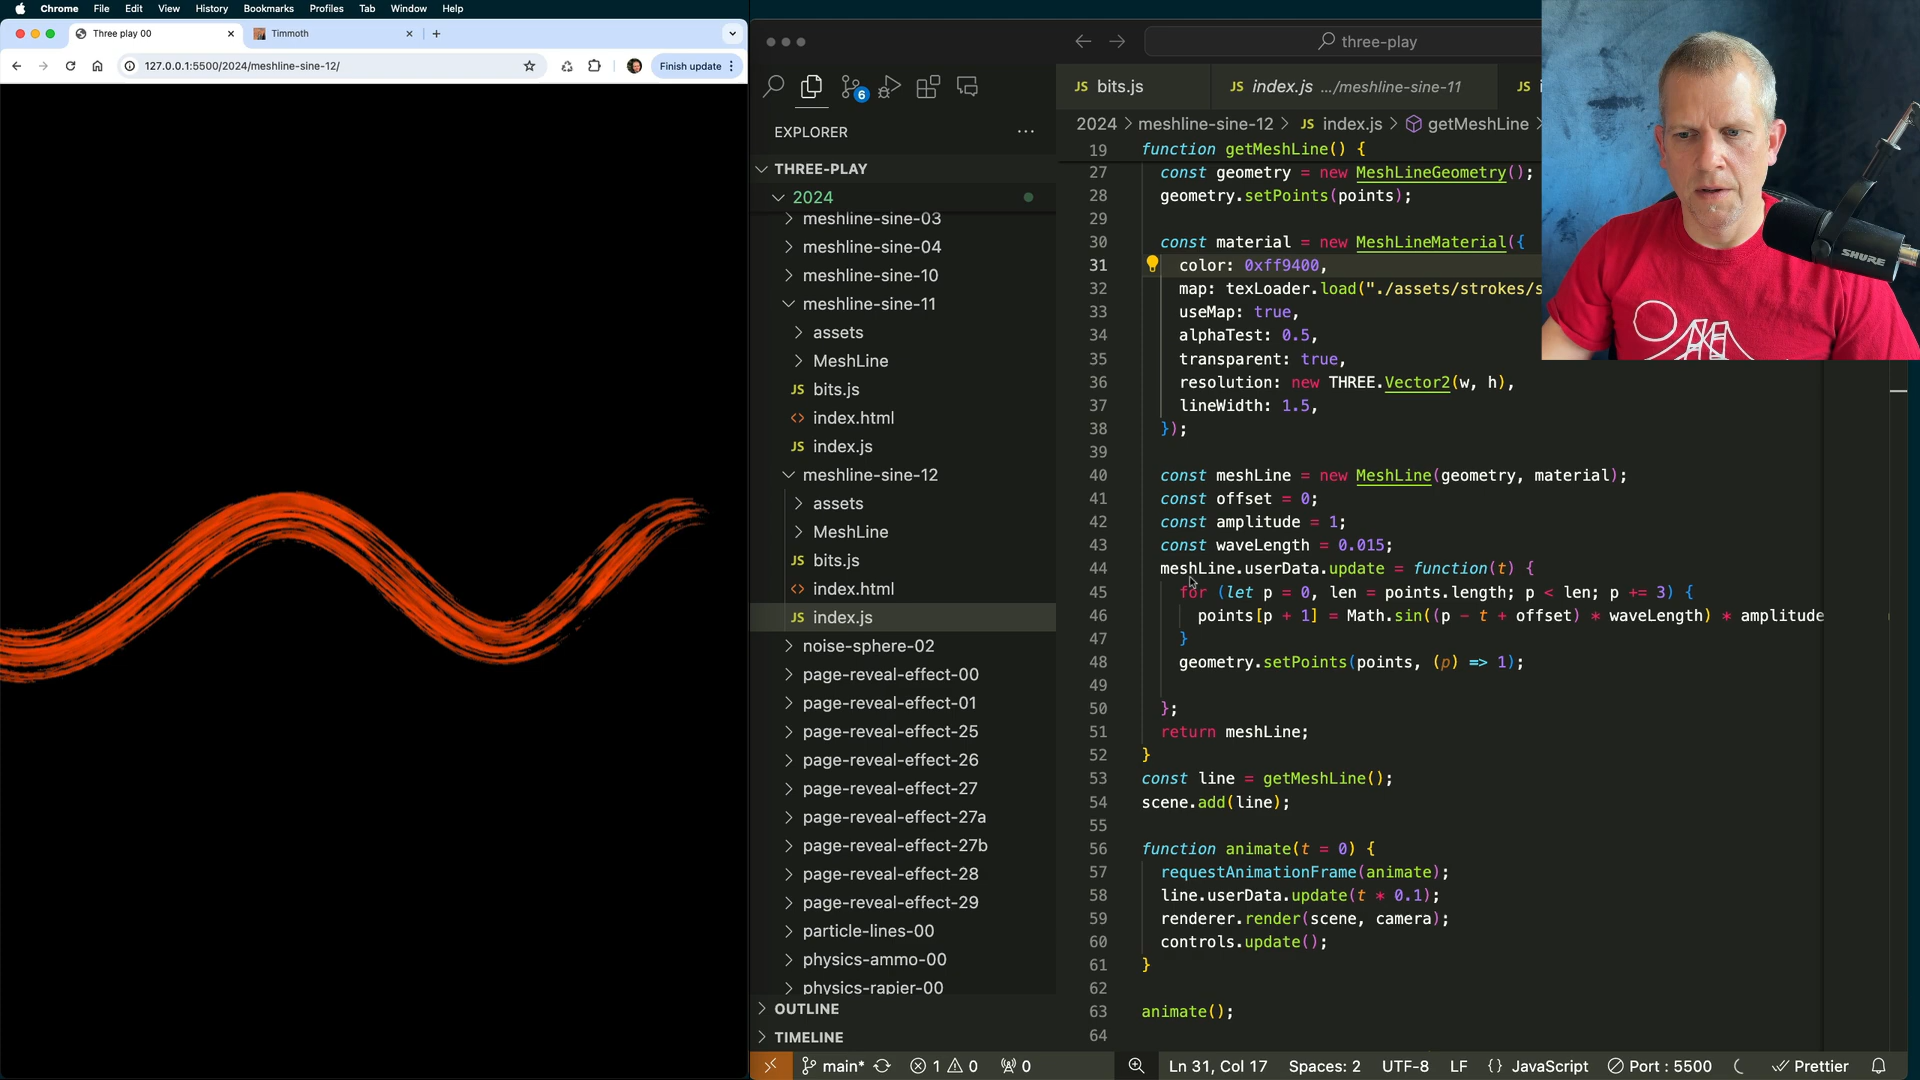 Chrome File Edit View History Bookmarks Profiles Tab Window Help
Three play 00
Timmoth
127.0.0.1:5500/2024/meshline-sine-12/
Finish update
three-play
6
EXPLORER
THREE-PLAY
2024
meshline-sine-03
meshline-sine-04
meshline-sine-10
meshline-sine-11
assets
MeshLine
JS bits.js
<> index.html
JS index.js
meshline-sine-12
assets
MeshLine
JS bits.js
<> index.html
JS index.js
noise-sphere-02
page-reveal-effect-00
page-reveal-effect-01
page-reveal-effect-25
page-reveal-effect-26
page-reveal-effect-27
page-reveal-effect-27a
page-reveal-effect-27b
page-reveal-effect-28
page-reveal-effect-29
particle-lines-00
physics-ammo-00
physics-rapier-00
OUTLINE
TIMELINE
JS bits.js
JS index.js .../meshline-sine-11
JS
2024 > meshline-sine-12 > JS index.js > getMeshLine >
19 function getMeshLine() {
27 const geometry = new MeshLineGeometry();
28 geometry.setPoints(points);
29
30 const material = new MeshLineMaterial({
31 color: 0xff9400,
32 map: texLoader.load("./assets/strokes/s
33 useMap: true,
34 alphaTest: 0.5,
35 transparent: true,
36 resolution: new THREE.Vector2(w, h),
37 lineWidth: 1.5,
38 });
39
40 const meshLine = new MeshLine(geometry, material);
41 const offset = 0;
42 const amplitude = 1;
43 const waveLength = 0.015;
44 meshLine.userData.update = function(t) {
45 for (let p = 0, len = points.length; p < len; p += 3) {
46 points[p + 1] = Math.sin((p - t + offset) * waveLength) * amplitude
47 }
48 geometry.setPoints(points, (p) => 1);
49
50 };
51 return meshLine;
52 }
53 const line = getMeshLine();
54 scene.add(line);
55
56 function animate(t = 0) {
57 requestAnimationFrame(animate);
58 line.userData.update(t * 0.1);
59 renderer.render(scene, camera);
60 controls.update();
61 }
62
63 animate();
64
SHURE
main* 1 0 0 Ln 31, Col 17 Spaces: 2 UTF-8 LF {} JavaScript Port : 5500 Prettier